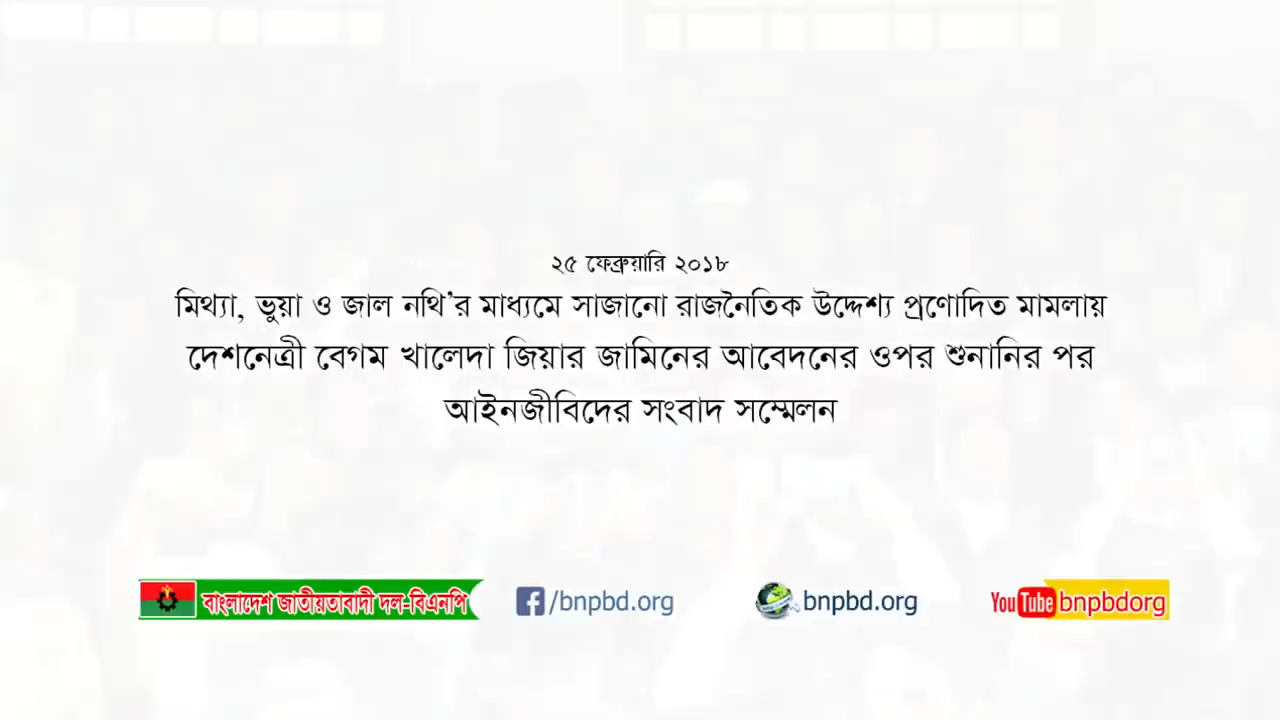 ২৫ ফেব্রুয়ারি ২০১৮
মিথ্যা, ভুয়া ও জাল নথি'র মাধ্যমে সাজানো রাজনৈতিক উদ্দেশ্য প্রণোদিত মামলায়
দেশনেত্রী বেগম খালেদা জিয়ার জামিনের আবেদনের ওপর শুনানির পর
আইনজীবিদের সংবাদ সম্মেলন
বাংলাদেশ জাতীয়তাবাদী দল-বিএনপি f/bnpbd.org bnpbd.org YouTube bnpbdorg